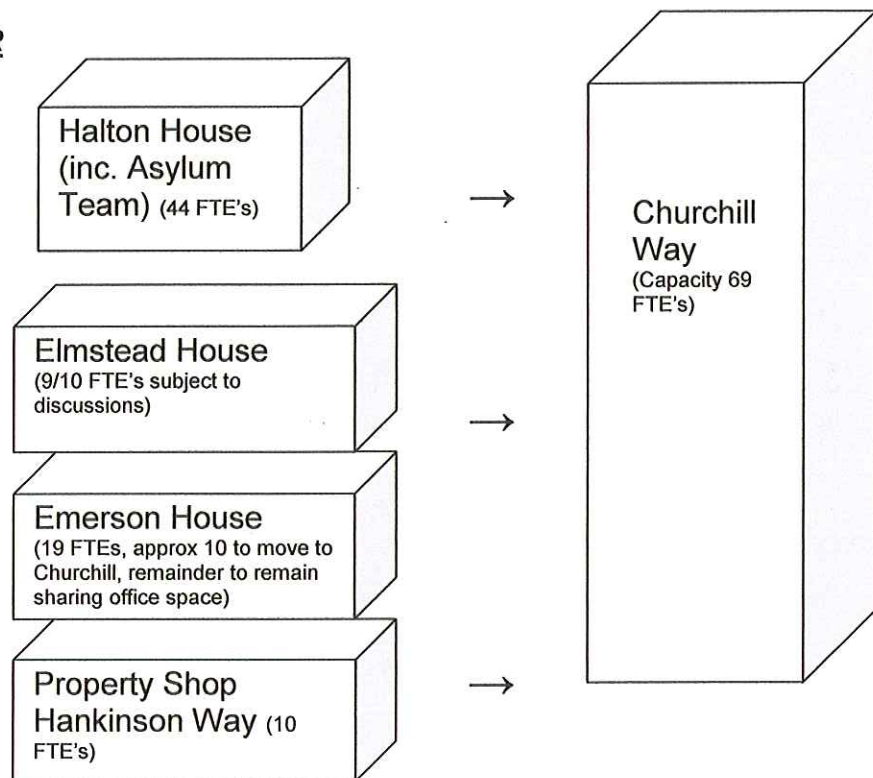 Halton House
(inc. Asylum
Team) (44 FTE's)
Elmstead House
(9/10 FTE's subject to
discussions)
Emerson House
(19 FTEs, approx 10 to move to
Churchill, remainder to remain
sharing office space)
Property Shop
Hankinson Way (10
FTE's)
Churchill
Way
(Capacity 69
FTE's)